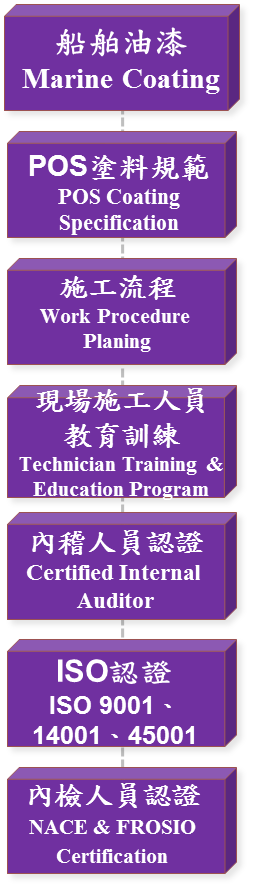 船舶油漆
Marine Coating
POS塗料規範
POS Coating
Specification
施工流程
Work Procedure
Planing
現場施工人員
教育訓練
Technician Training &
Education Program
內稽人員認證
Certified Internal
Auditor
ISO認證
ISO 9001、
14001、45001
內檢人員認證
NACE & FROSIO
Certification